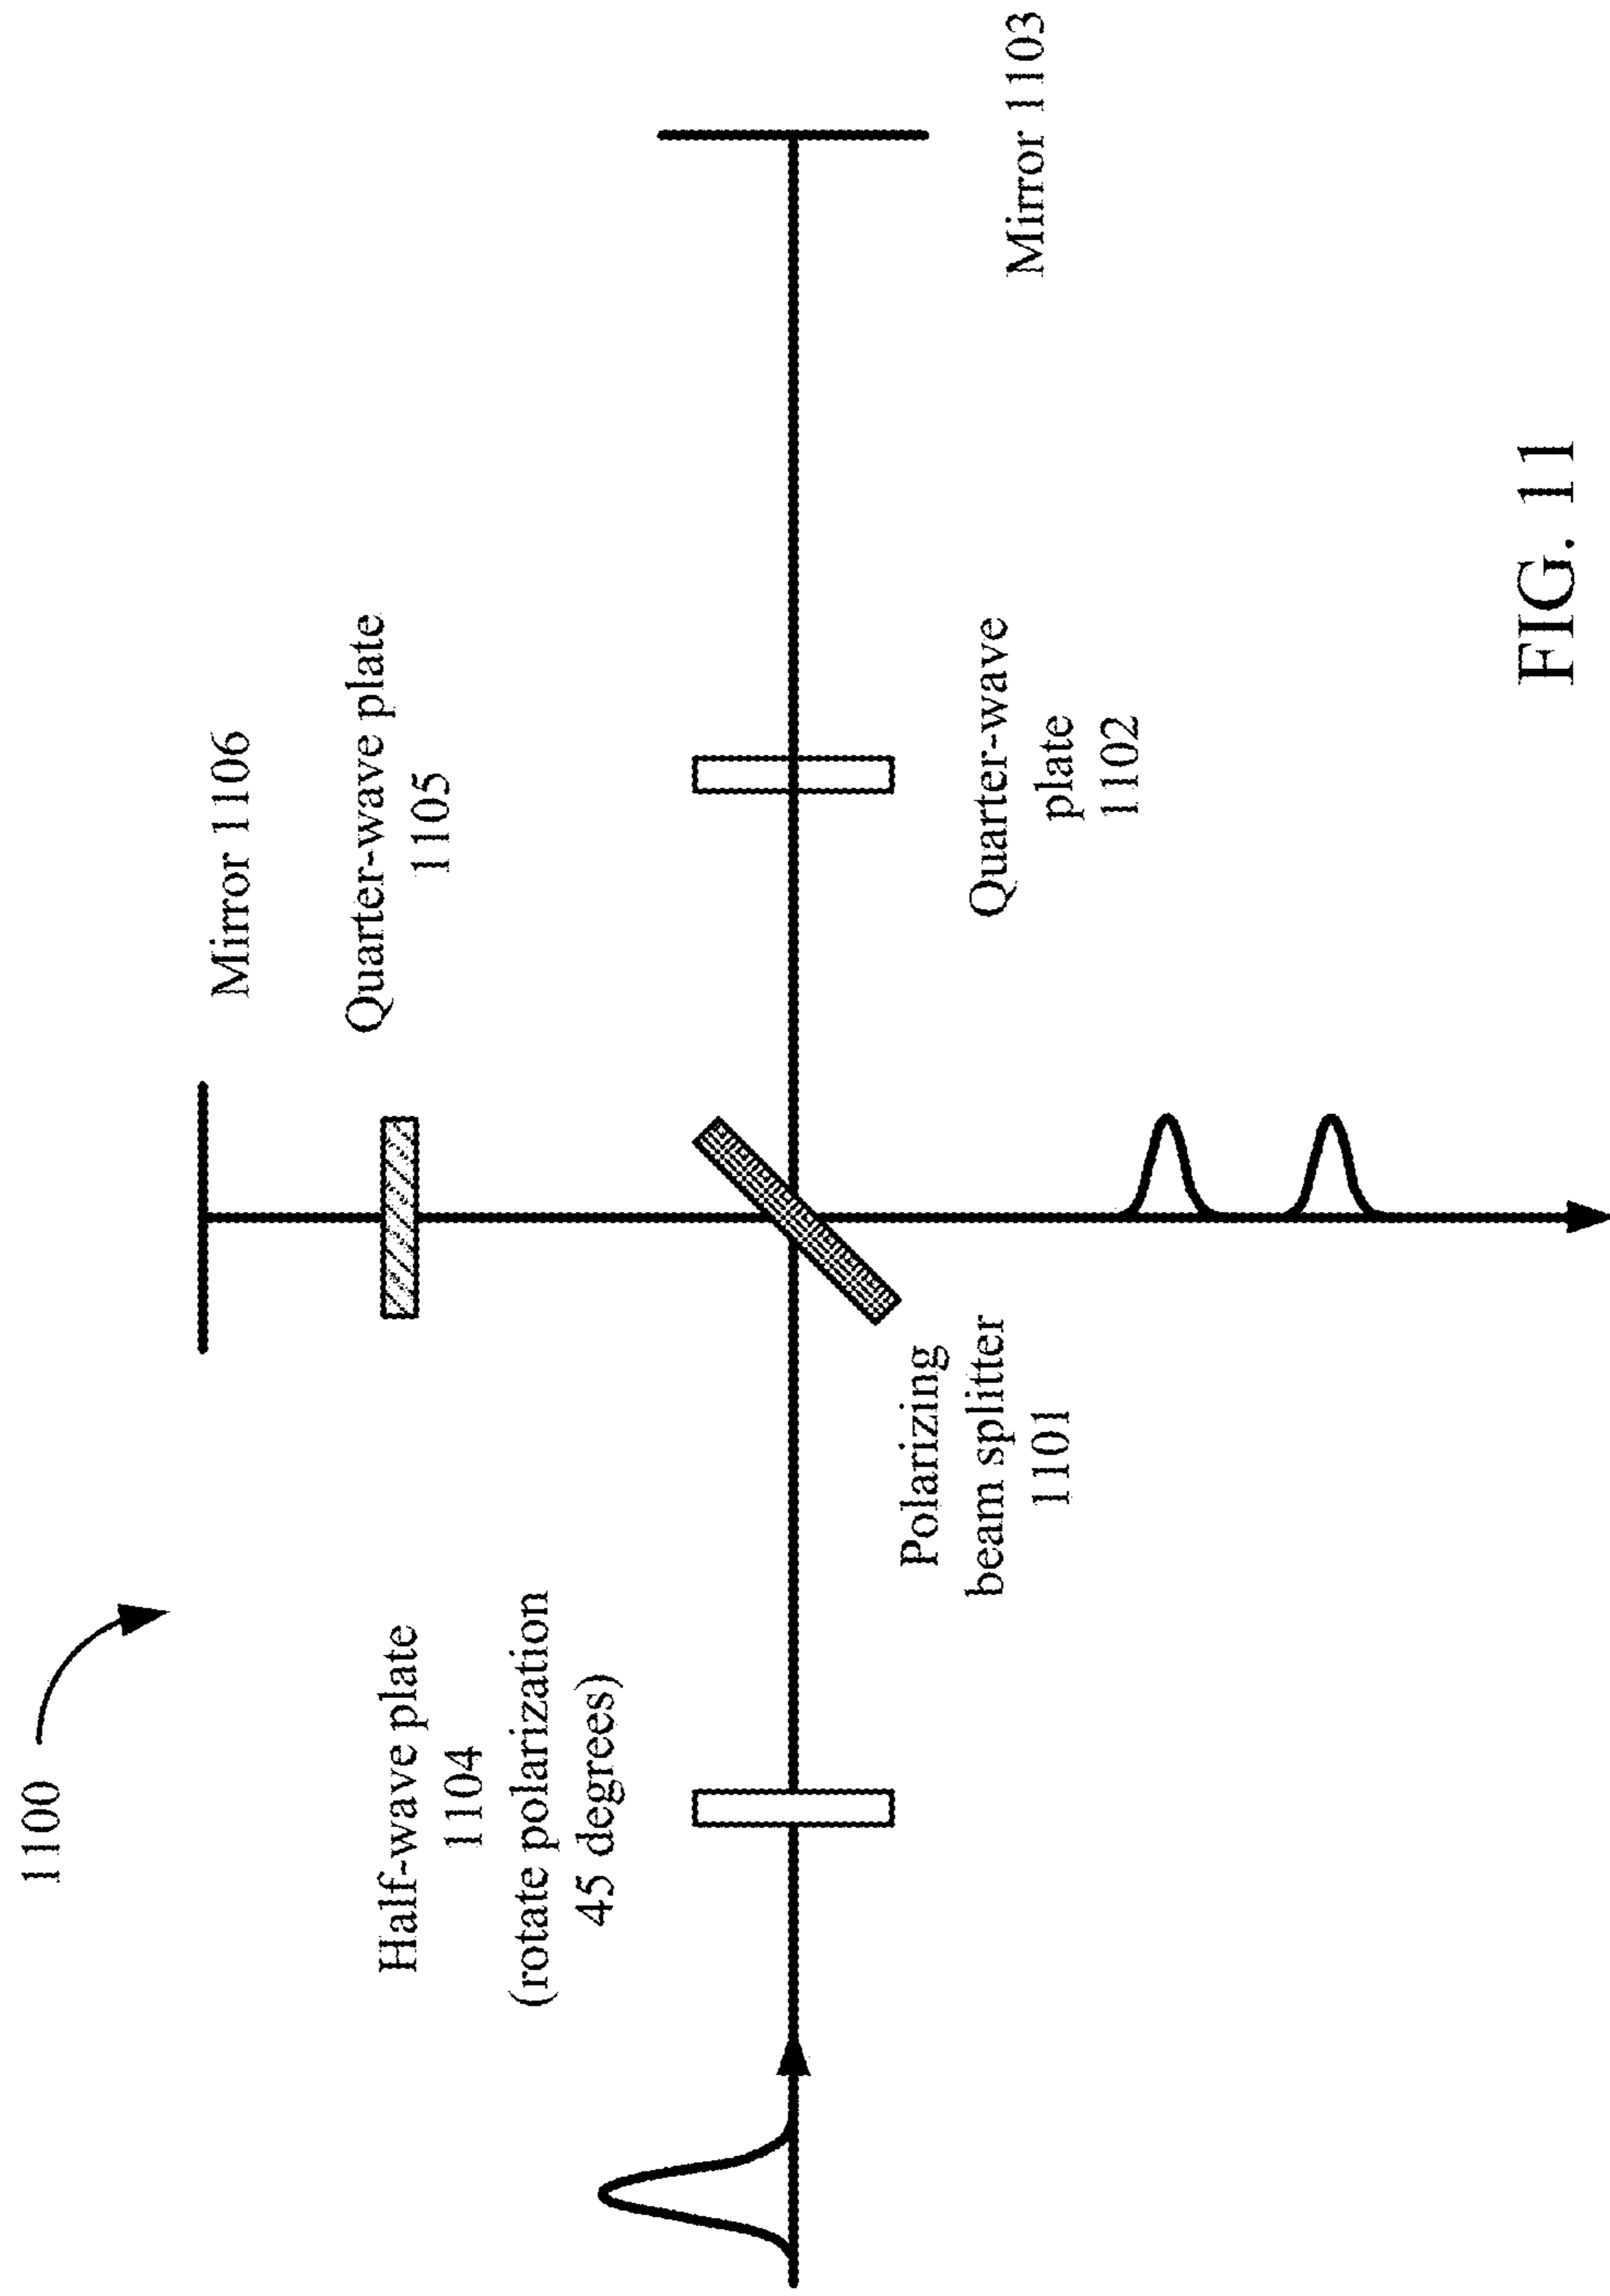 1100
Half-wave plate
1104
(rotate polarization
45 degrees)
Mirror 1106
Quarter-wave plate
1105
Polarizing
beam splitter
1101
Quarter-wave
plate
1102
Mirror 1103
FIG. 11